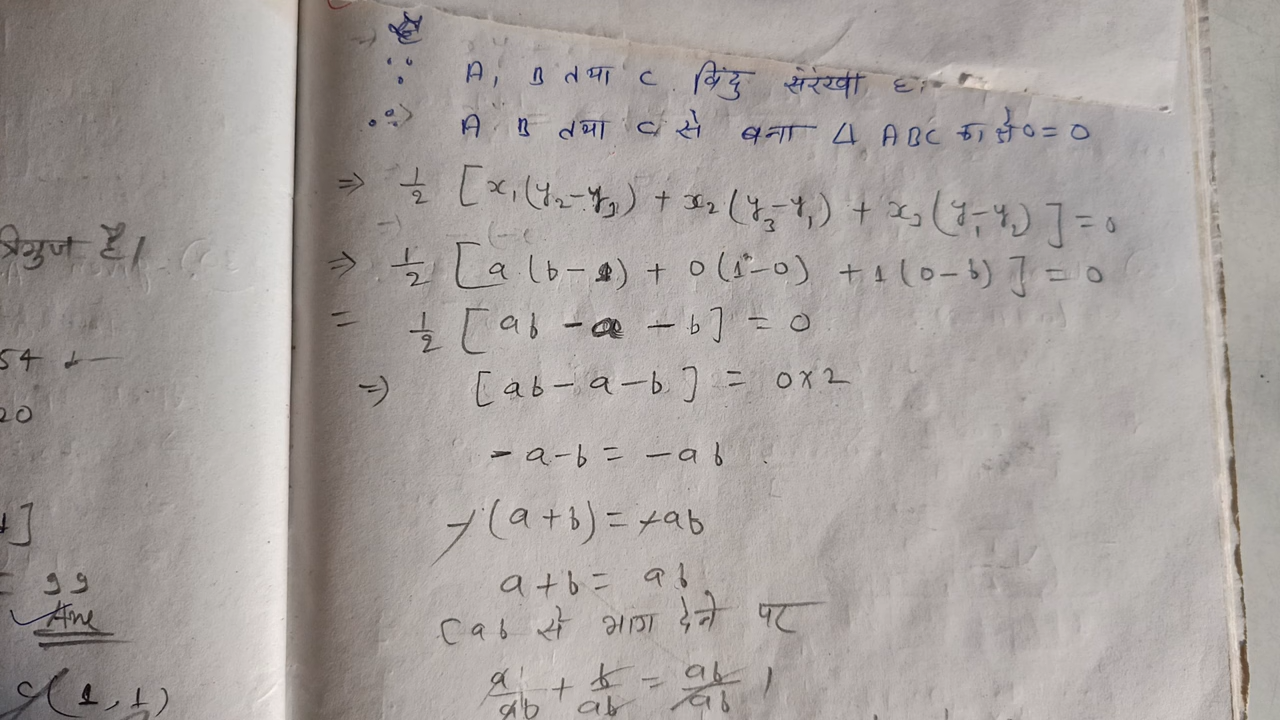 ∵ A, B तथा C बिंदु संरेखी है।
∴ A B तथा C से बना Δ ABC का क्षे0 = 0
⇒ 1/2 [x₁(y₂-y₃) + x₂(y₃-y₁) + x₃(y₁-y₂)] = 0
⇒ 1/2 [a (b-1) + 0(1-0) + 1(0-b)] = 0
= 1/2 [ab - a - b] = 0
⇒ [ab - a - b] = 0×2
-a-b = -ab
-(a+b) = -ab
a+b = ab
[ab से भाग देने पर
a/ab + b/ab = ab/ab
त्रिभुज है।
54
20
]
= 99
Ans
C(1,1)